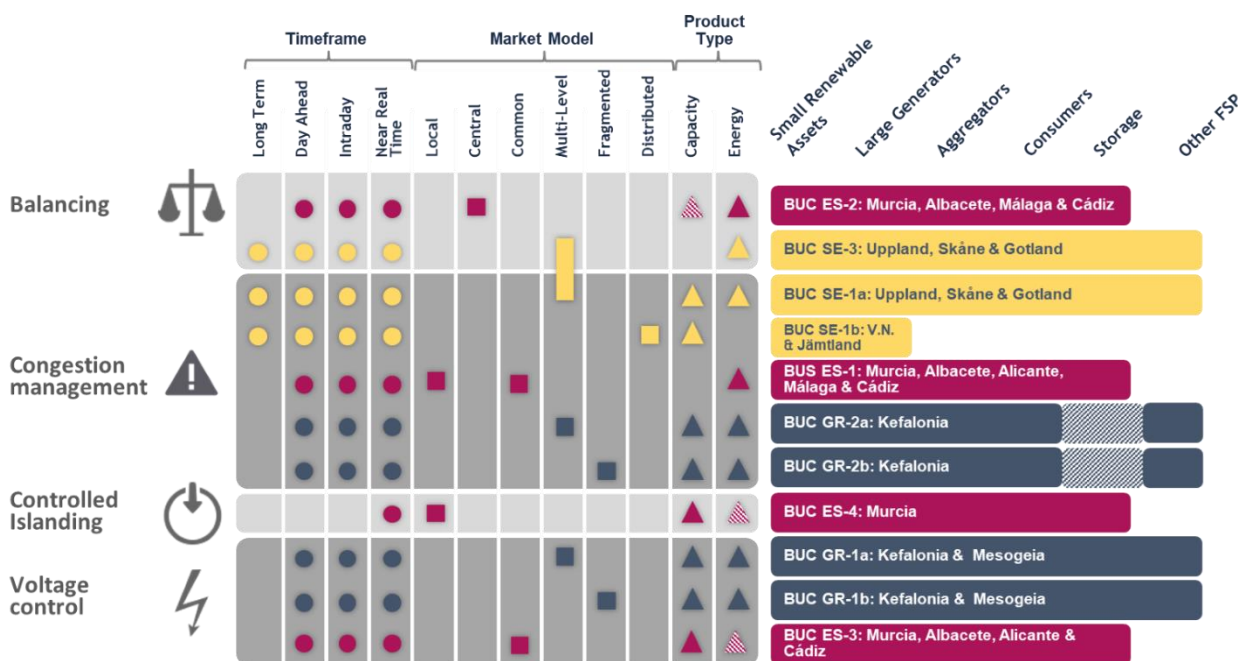 Timeframe
Market Model
Product
Type
Long Term
Day Ahead
Intraday
Near Real
Time
Local
Central
Common
Multi-Level
Fragmented
Distributed
Capacity
Energy
Small Renewable
Assets
Large Generators
Aggregators
Consumers
Storage
Other FSP
Balancing
BUC ES-2: Murcia, Albacete, Málaga & Cádiz
BUC SE-3: Uppland, Skåne & Gotland
BUC SE-1a: Uppland, Skåne & Gotland
BUC SE-1b: V.N.
& Jämtland
Congestion
management
BUS ES-1: Murcia, Albacete, Alicante,
Málaga & Cádiz
BUC GR-2a: Kefalonia
BUC GR-2b: Kefalonia
Controlled
Islanding
BUC ES-4: Murcia
BUC GR-1a: Kefalonia & Mesogeia
Voltage
control
BUC GR-1b: Kefalonia & Mesogeia
BUC ES-3: Murcia, Albacete, Alicante &
Cádiz